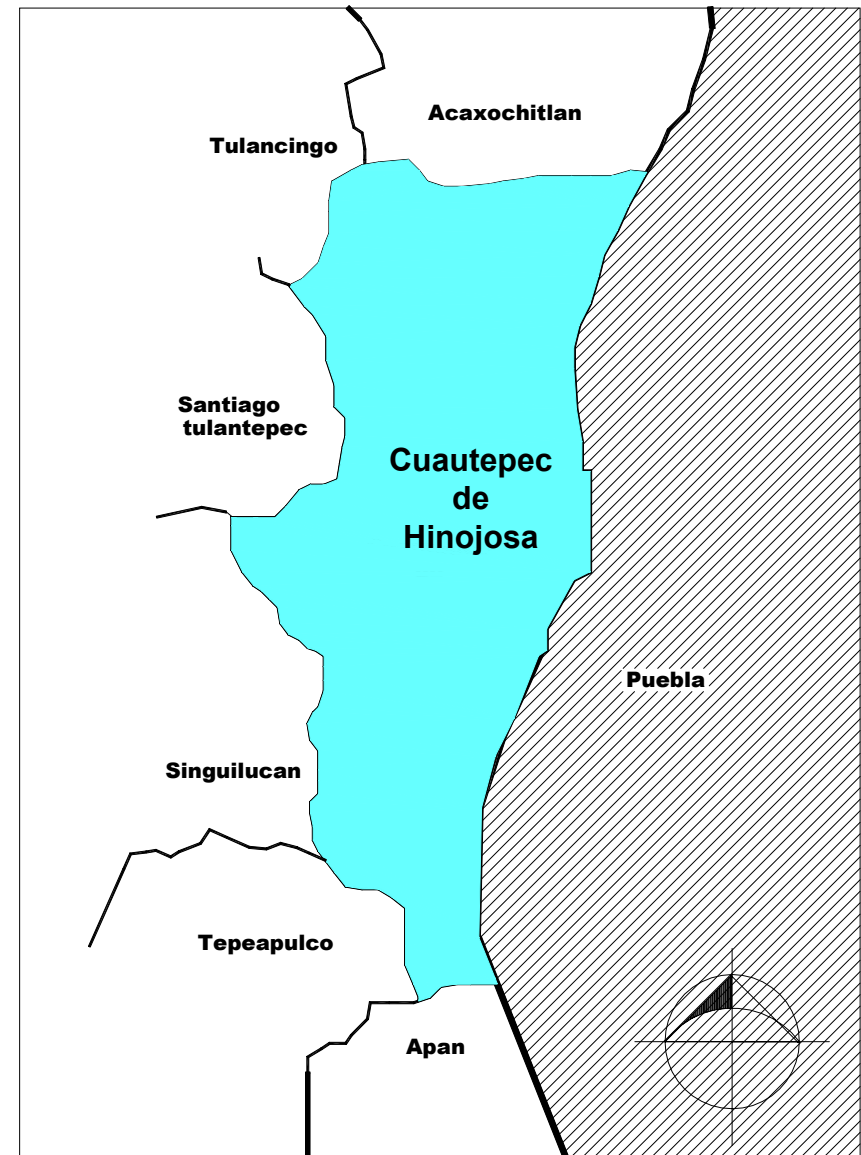 Acaxochitlan
Tulancingo
Santiago
tulantepec
Cuautepec
de
Hinojosa
Puebla
Singuilucan
Tepeapulco
Apan